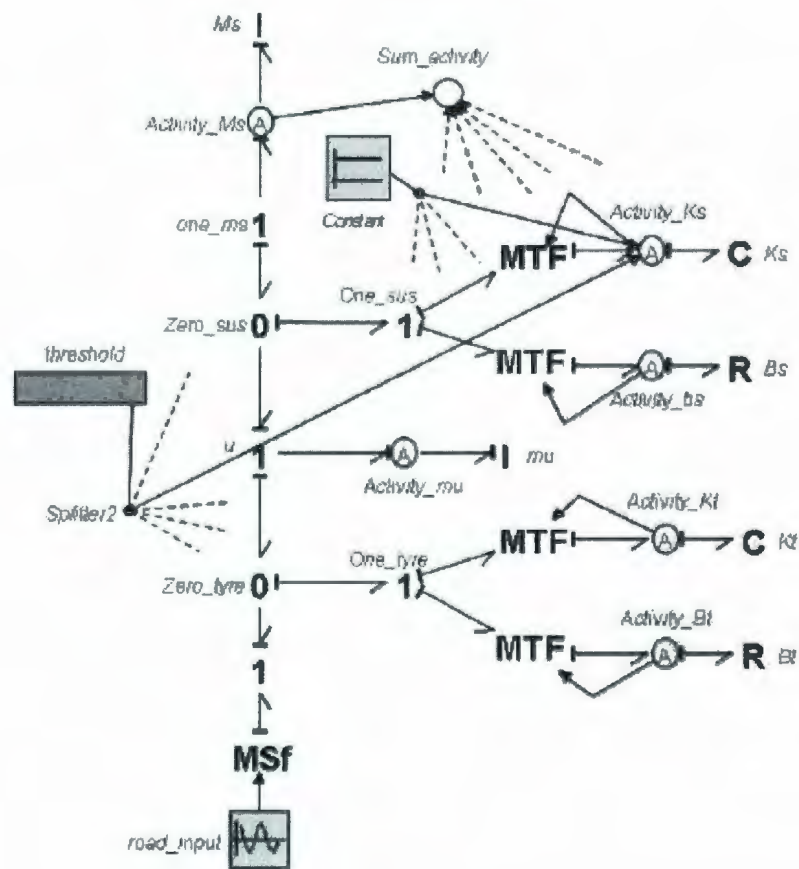 Ms
I
Sum_activity
Activity_Ms
A
Constant
one_ms
1
Activity_Ks
MTF
A
C
Ks
One_sus
Zero_sus
0
1
threshold
MTF
A
R
Bs
Activity_bs
u
1
A
I
mu
Activity_mu
Splitter2
Activity_Kt
MTF
A
C
Kt
One_tyre
Zero_tyre
0
1
Activity_Bt
MTF
A
R
Bt
1
MSf
road_input